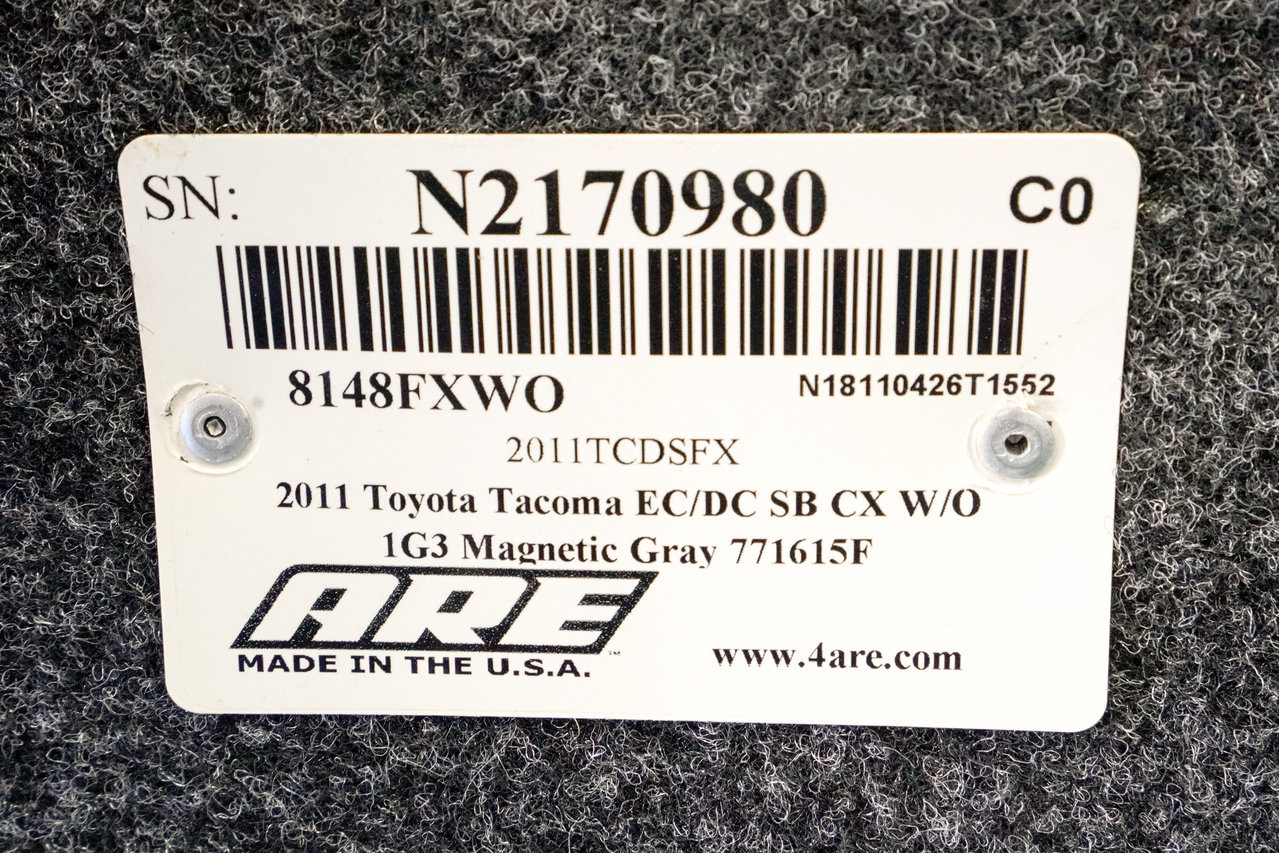 SN: N2170980 C0
8148FXWO N18110426T1552
2011TCDSFX
2011 Toyota Tacoma EC/DC SB CX W/O
1G3 Magnetic Gray 771615F
ARE™
MADE IN THE U.S.A.
www.4are.com